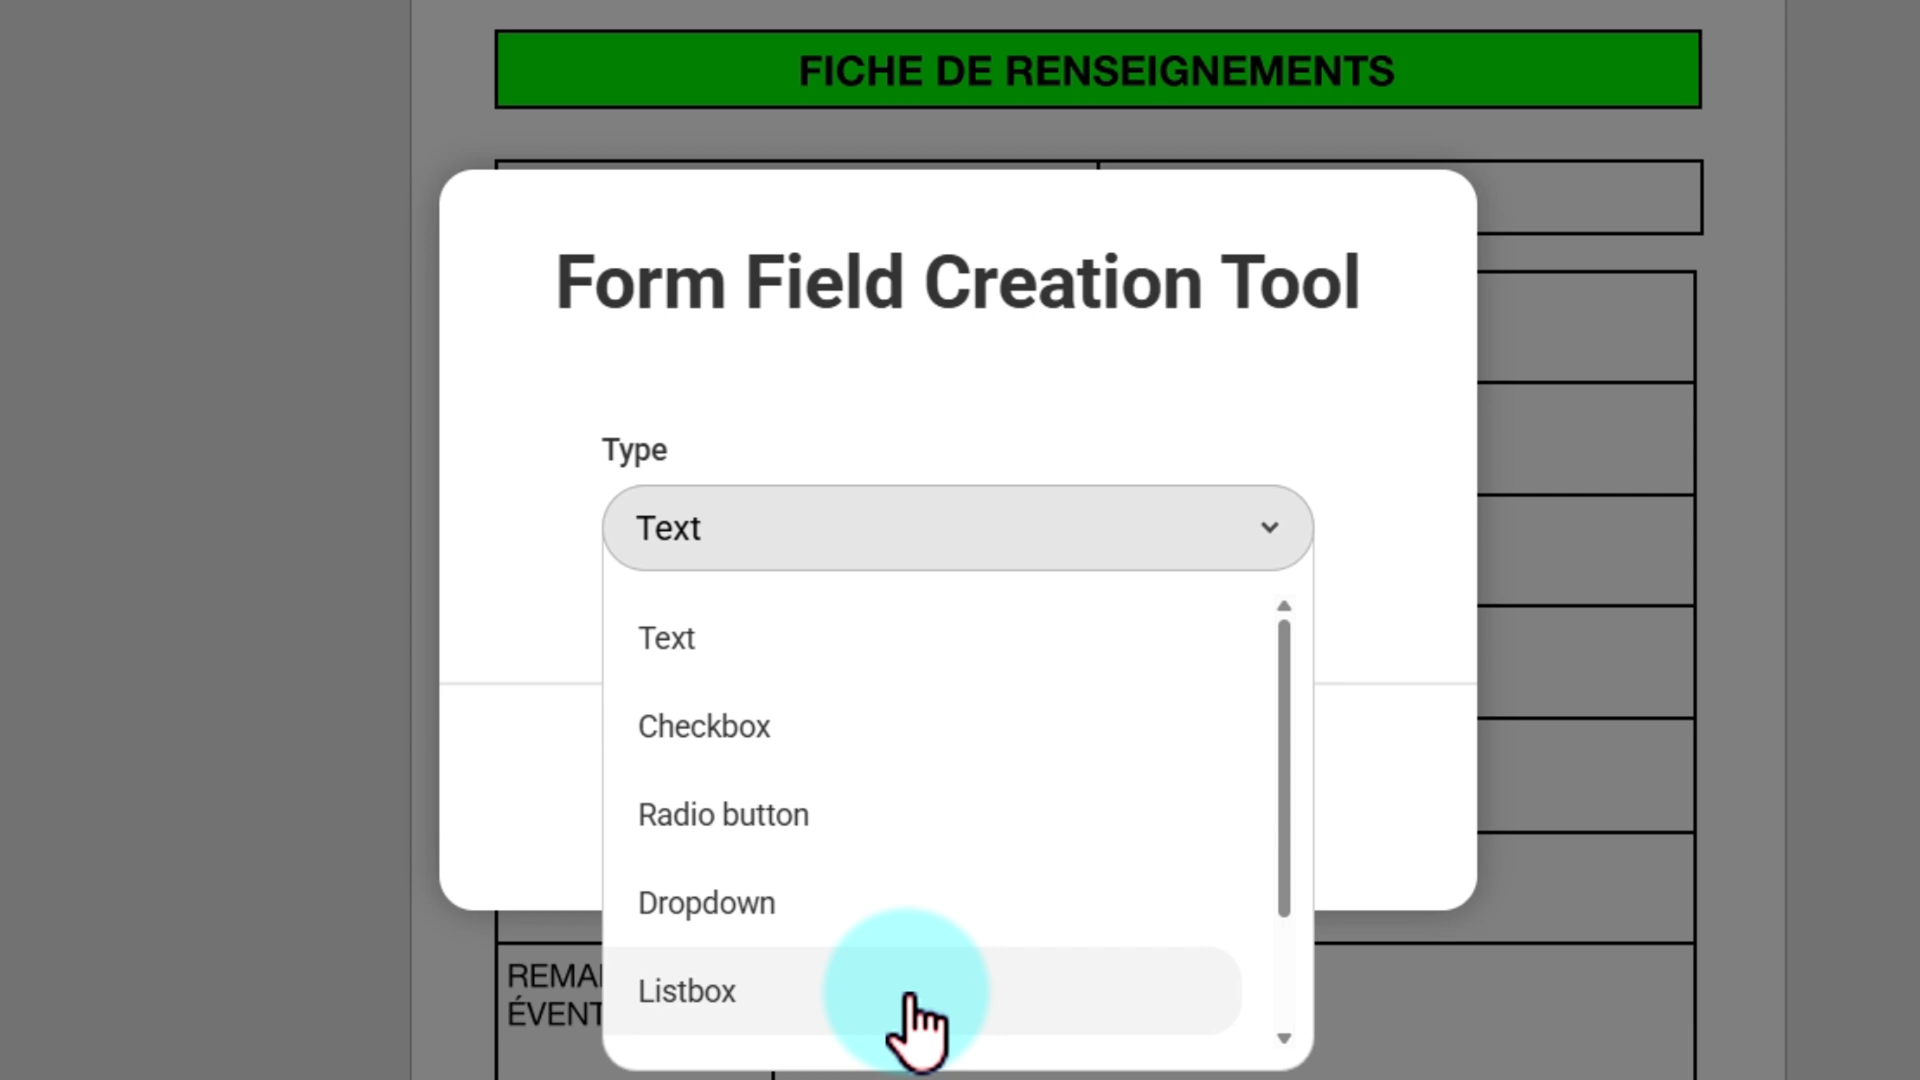 FICHE DE RENSEIGNEMENTS
Form Field Creation Tool
Type
Text
Text
Checkbox
Radio button
Dropdown
Listbox